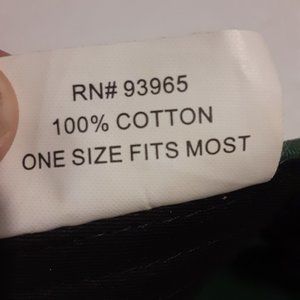 RN# 93965
100% COTTON
ONE SIZE FITS MOST